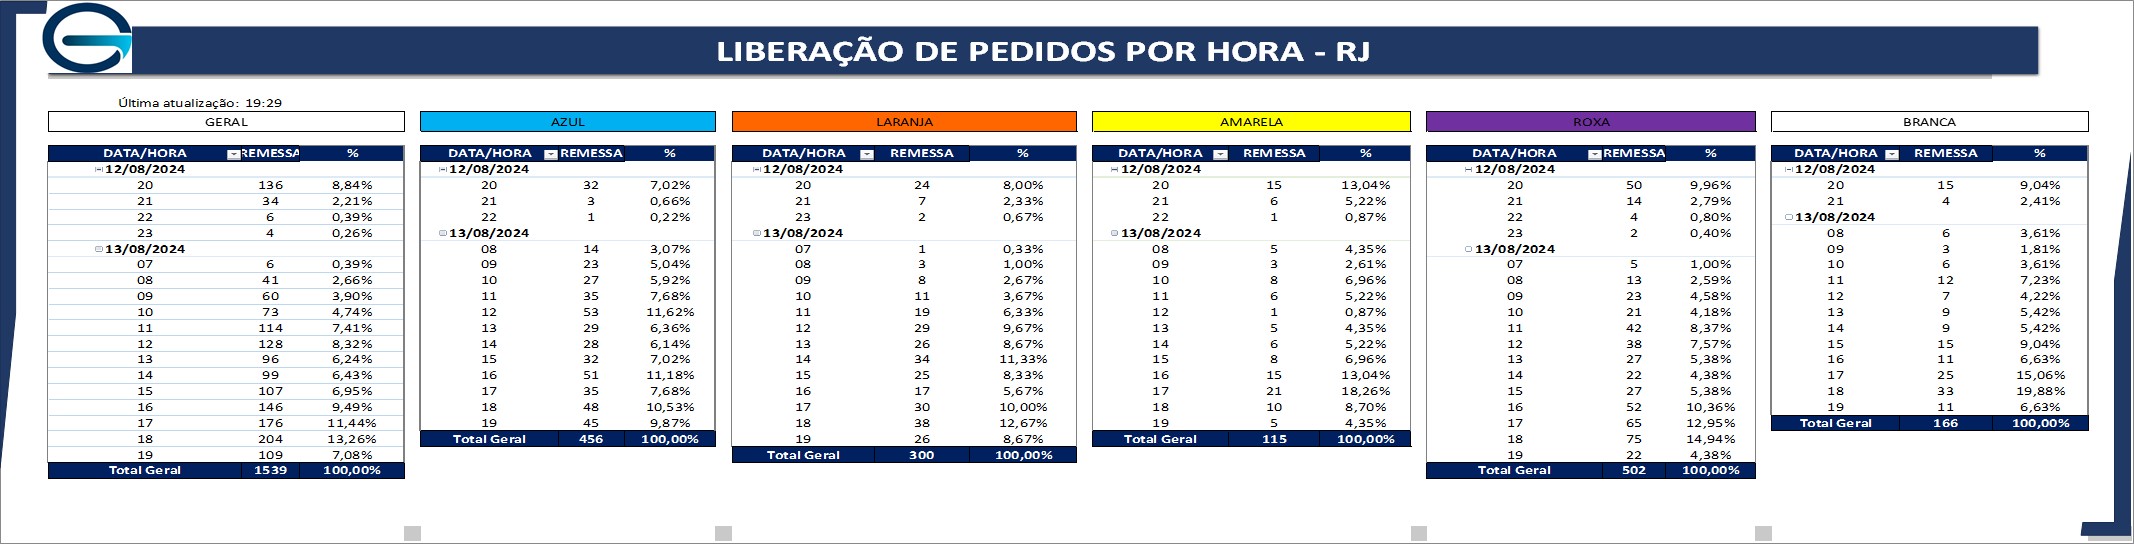 LIBERAÇÃO DE PEDIDOS POR HORA - RJ
Última atualização: 19:29
GERAL
DATA/HORA REMESSA %
12/08/2024
20 136 8,84%
21 34 2,21%
22 6 0,39%
23 4 0,26%
13/08/2024
07 6 0,39%
08 41 2,66%
09 60 3,90%
10 73 4,74%
11 114 7,41%
12 128 8,32%
13 96 6,24%
14 99 6,43%
15 107 6,95%
16 146 9,49%
17 176 11,44%
18 204 13,26%
19 109 7,08%
Total Geral 1539 100,00%
AZUL
DATA/HORA REMESSA %
12/08/2024
20 32 7,02%
21 3 0,66%
22 1 0,22%
13/08/2024
08 14 3,07%
09 23 5,04%
10 27 5,92%
11 35 7,68%
12 53 11,62%
13 29 6,36%
14 28 6,14%
15 32 7,02%
16 51 11,18%
17 35 7,68%
18 48 10,53%
19 45 9,87%
Total Geral 456 100,00%
LARANJA
DATA/HORA REMESSA %
12/08/2024
20 24 8,00%
21 7 2,33%
23 2 0,67%
13/08/2024
07 1 0,33%
08 3 1,00%
09 8 2,67%
10 11 3,67%
11 19 6,33%
12 29 9,67%
13 26 8,67%
14 34 11,33%
15 25 8,33%
16 17 5,67%
17 30 10,00%
18 38 12,67%
19 26 8,67%
Total Geral 300 100,00%
AMARELA
DATA/HORA REMESSA %
12/08/2024
20 15 13,04%
21 6 5,22%
22 1 0,87%
13/08/2024
08 5 4,35%
09 3 2,61%
10 8 6,96%
11 6 5,22%
12 1 0,87%
13 5 4,35%
14 6 5,22%
15 8 6,96%
16 15 13,04%
17 21 18,26%
18 10 8,70%
19 5 4,35%
Total Geral 115 100,00%
ROXA
DATA/HORA REMESSA %
12/08/2024
20 50 9,96%
21 14 2,79%
22 4 0,80%
23 2 0,40%
13/08/2024
07 5 1,00%
08 13 2,59%
09 23 4,58%
10 21 4,18%
11 42 8,37%
12 38 7,57%
13 27 5,38%
14 22 4,38%
15 27 5,38%
16 52 10,36%
17 65 12,95%
18 75 14,94%
19 22 4,38%
Total Geral 502 100,00%
BRANCA
DATA/HORA REMESSA %
12/08/2024
20 15 9,04%
21 4 2,41%
13/08/2024
08 6 3,61%
09 3 1,81%
10 6 3,61%
11 12 7,23%
12 7 4,22%
13 9 5,42%
14 9 5,42%
15 15 9,04%
16 11 6,63%
17 25 15,06%
18 33 19,88%
19 11 6,63%
Total Geral 166 100,00%